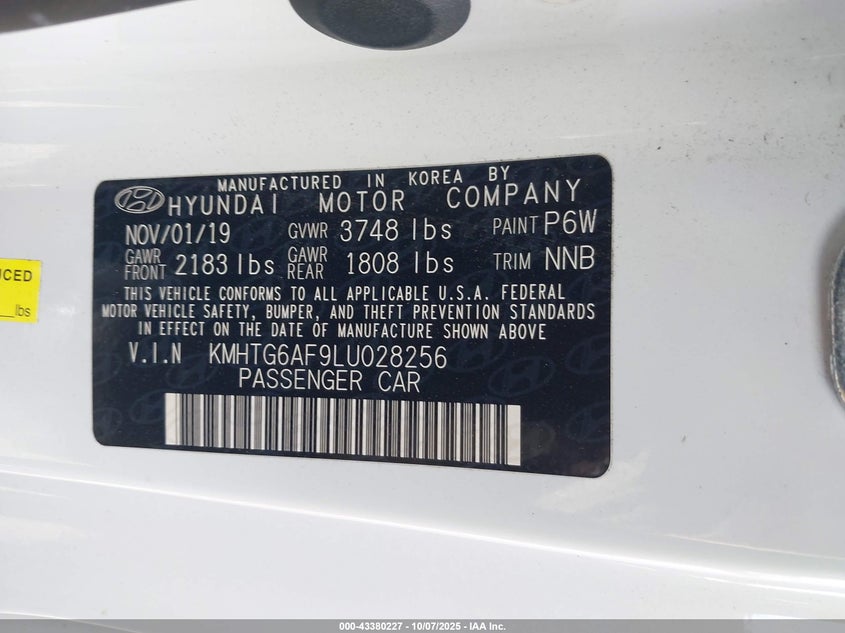 MANUFACTURED IN KOREA BY
HYUNDAI MOTOR COMPANY
NOV/01/19 GVWR 3748 lbs PAINT P6W
GAWR FRONT 2183 lbs GAWR REAR 1808 lbs TRIM NNB
THIS VEHICLE CONFORMS TO ALL APPLICABLE U.S.A. FEDERAL
MOTOR VEHICLE SAFETY, BUMPER, AND THEFT PREVENTION STANDARDS
IN EFFECT ON THE DATE OF MANUFACTURE SHOWN ABOVE
V.I.N KMHTG6AF9LU028256
PASSENGER CAR
lbs
000-43380227 - 10/07/2025 - IAA Inc.